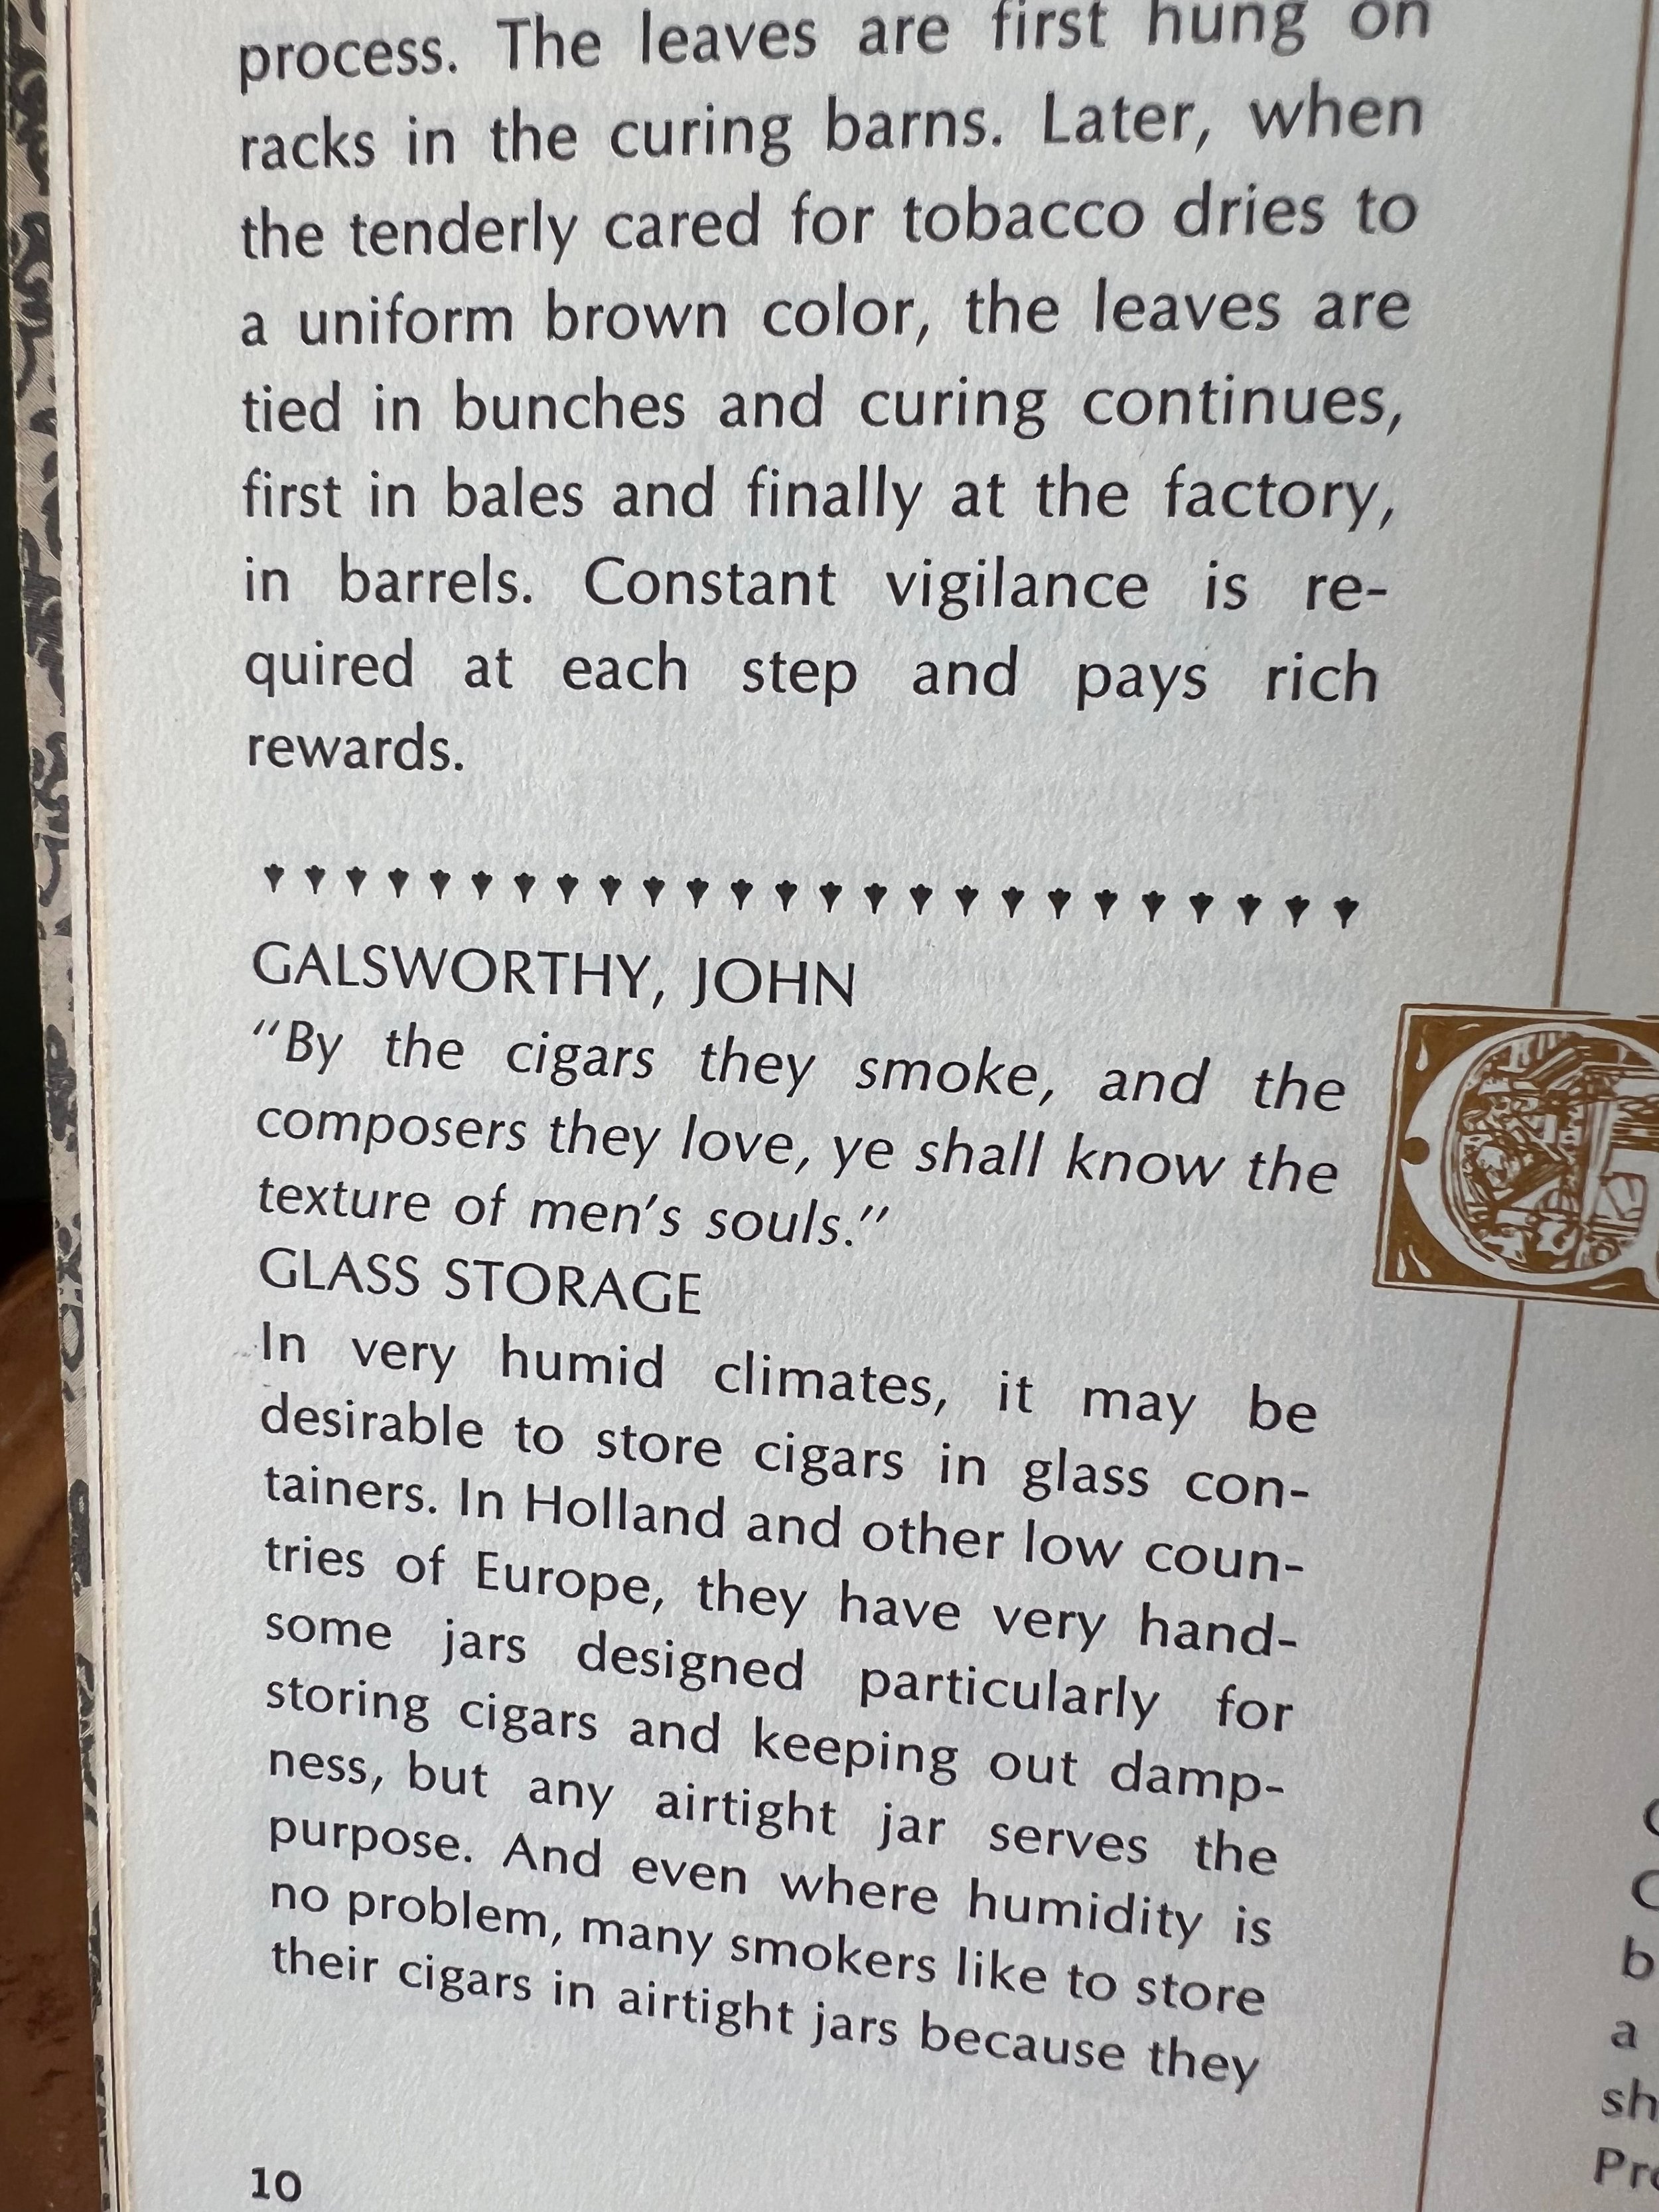 process. The leaves are first hung on
racks in the curing barns. Later, when
the tenderly cared for tobacco dries to
a uniform brown color, the leaves are
tied in bunches and curing continues,
first in bales and finally at the factory,
in barrels. Constant vigilance is re-
quired at each step and pays rich
rewards.
GALSWORTHY, JOHN
"By the cigars they smoke, and the
composers they love, ye shall know the
texture of men's souls."
GLASS STORAGE
In very humid climates, it may be
desirable to store cigars in glass con-
tainers. In Holland and other low coun-
tries of Europe, they have very hand-
some jars designed particularly for
storing cigars and keeping out damp-
ness, but any airtight jar serves the
purpose. And even where humidity is
no problem, many smokers like to store
their cigars in airtight jars because they
10
a